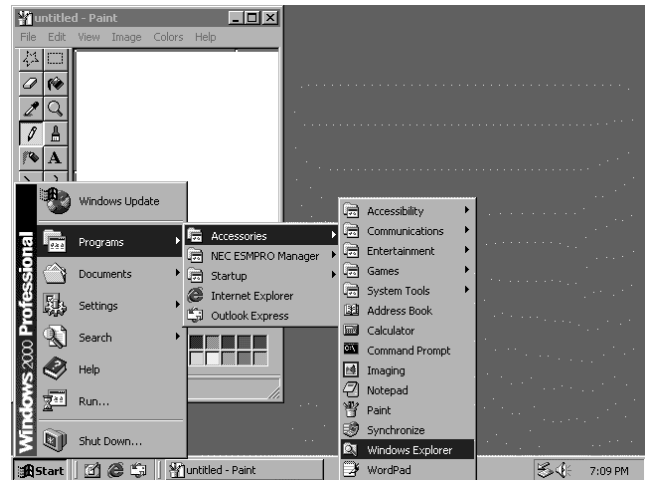 untitled - Paint
File Edit View Image Colors Help
A
Windows 2000 Professional
Windows Update
Programs
Documents
Settings
Search
Help
Run...
Shut Down...
Accessories
NEC ESMPRO Manager
Startup
Internet Explorer
Outlook Express
Accessibility
Communications
Entertainment
Games
System Tools
Address Book
Calculator
Command Prompt
Imaging
Notepad
Paint
Synchronize
Windows Explorer
WordPad
Start
untitled - Paint
7:09 PM